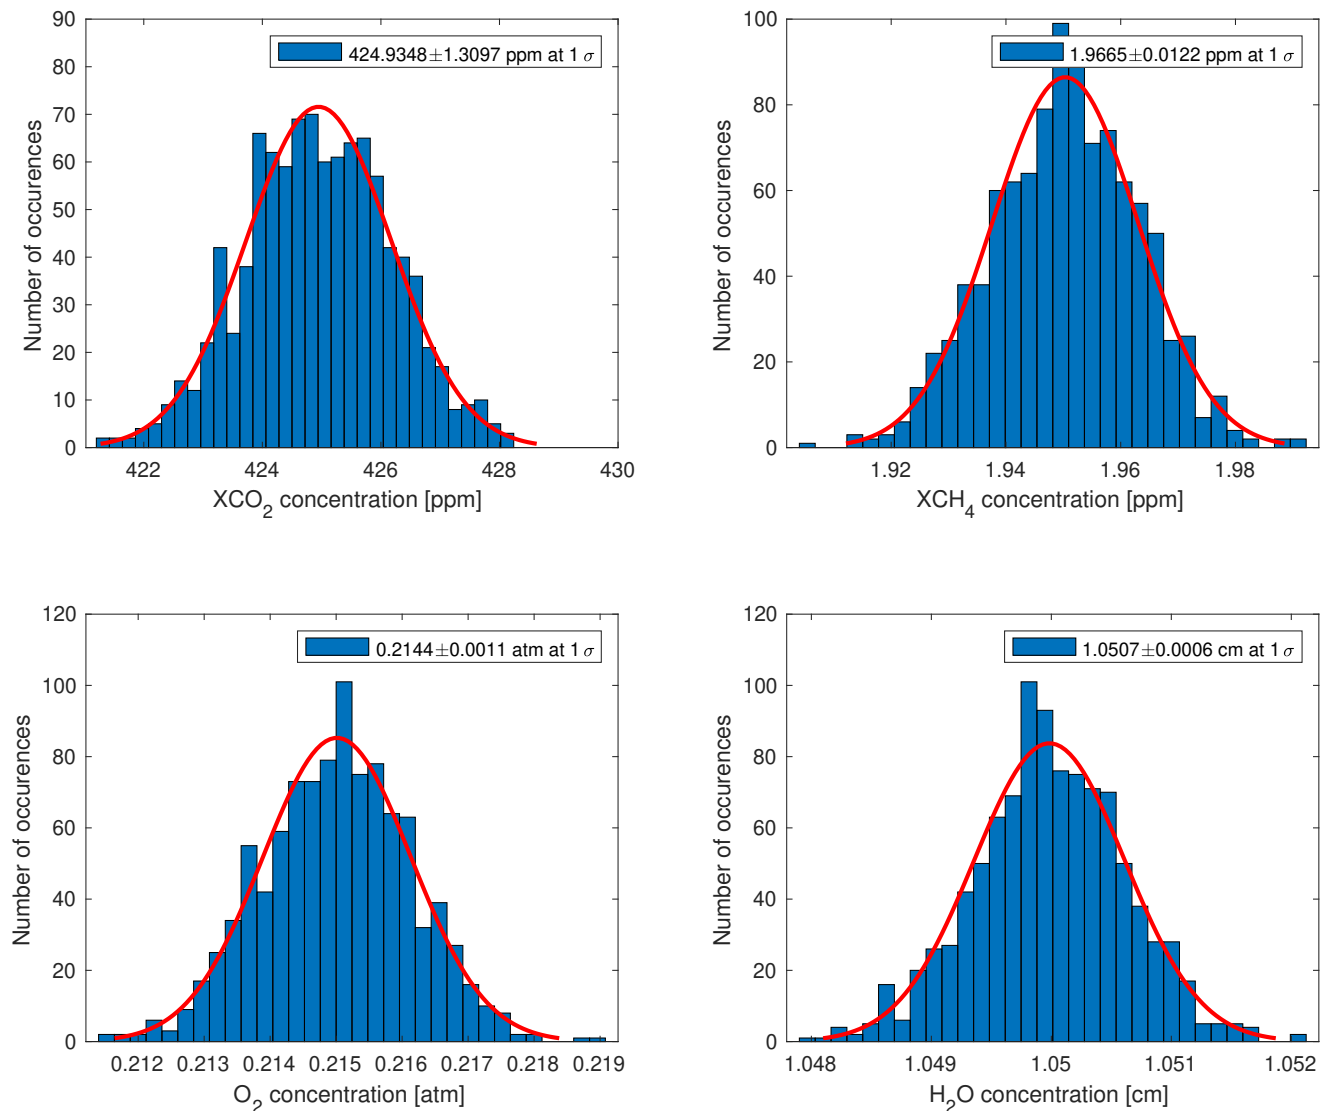 424.9348±1.3097 ppm at 1 σ
90
80
70
60
50
40
30
20
10
0
Number of occurences
422 424 426 428 430
XCO2 concentration [ppm]
1.9665±0.0122 ppm at 1 σ
100
80
60
40
20
0
Number of occurences
1.92 1.94 1.96 1.98
XCH4 concentration [ppm]
0.2144±0.0011 atm at 1 σ
120
100
80
60
40
20
0
Number of occurences
0.212 0.213 0.214 0.215 0.216 0.217 0.218 0.219
O2 concentration [atm]
1.0507±0.0006 cm at 1 σ
120
100
80
60
40
20
0
Number of occurences
1.048 1.049 1.05 1.051 1.052
H2O concentration [cm]